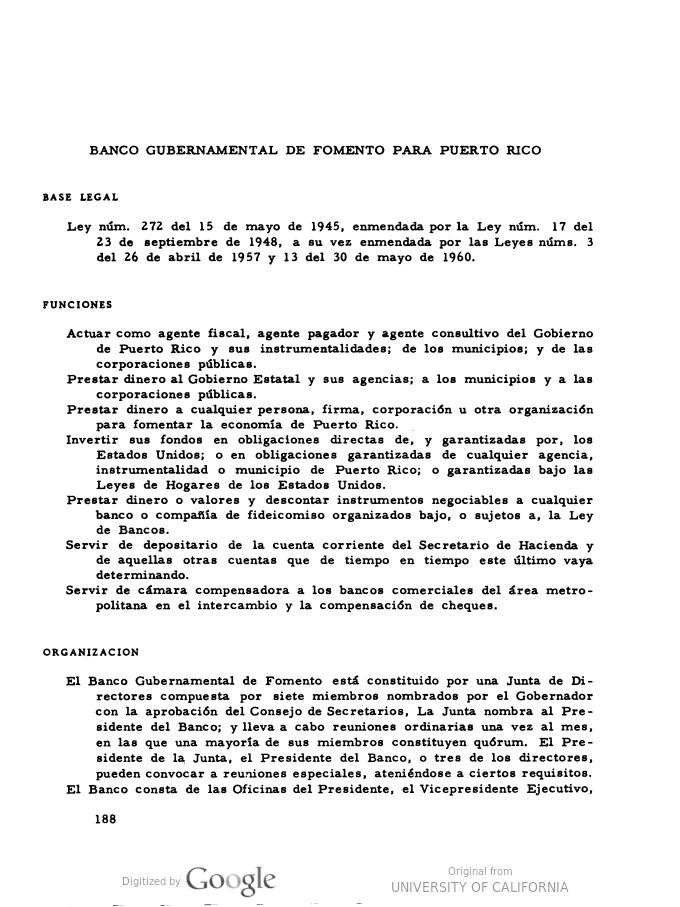 BANCO GUBERNAMENTAL DE FOMENTO PARA PUERTO RICO
BASE LEGAL
Ley núm. 272 del 15 de mayo de 1945, enmendada por la Ley núm. 17 del
23 de septiembre de 1948, a su vez enmendada por las Leyes núms. 3
del 26 de abril de 1957 y 13 del 30 de mayo de 1960.
FUNCIONES
Actuar como agente fiscal, agente pagador y agente consultivo del Gobierno
de Puerto Rico y sus instrumentalidades; de los municipios; y de las
corporaciones públicas.
Prestar dinero al Gobierno Estatal y sus agencias; a los municipios y a las
corporaciones públicas.
Prestar dinero a cualquier persona, firma, corporación u otra organización
para fomentar la economía de Puerto Rico.
Invertir sus fondos en obligaciones directas de, y garantizadas por, los
Estados Unidos; o en obligaciones garantizadas de cualquier agencia,
instrumentalidad o municipio de Puerto Rico; o garantizadas bajo las
Leyes de Hogares de los Estados Unidos.
Prestar dinero o valores y descontar instrumentos negociables a cualquier
banco o compañía de fideicomiso organizados bajo, o sujetos a, la Ley
de Bancos.
Servir de depositario de la cuenta corriente del Secretario de Hacienda y
de aquellas otras cuentas que de tiempo en tiempo este último vaya
determinando.
Servir de cámara compensadora a los bancos comerciales del área metro-
politana en el intercambio y la compensación de cheques.
ORGANIZACION
El Banco Gubernamental de Fomento está constituido por una Junta de Di-
rectores compuesta por siete miembros nombrados por el Gobernador
con la aprobación del Consejo de Secretarios, La Junta nombra al Pre-
sidente del Banco; y lleva a cabo reuniones ordinarias una vez al mes,
en las que una mayoría de sus miembros constituyen quórum. El Pre-
sidente de la Junta, el Presidente del Banco, o tres de los directores,
pueden convocar a reuniones especiales, ateniéndose a ciertos requisitos.
El Banco consta de las Oficinas del Presidente, el Vicepresidente Ejecutivo,
188
Digitized by Google
Original from
UNIVERSITY OF CALIFORNIA